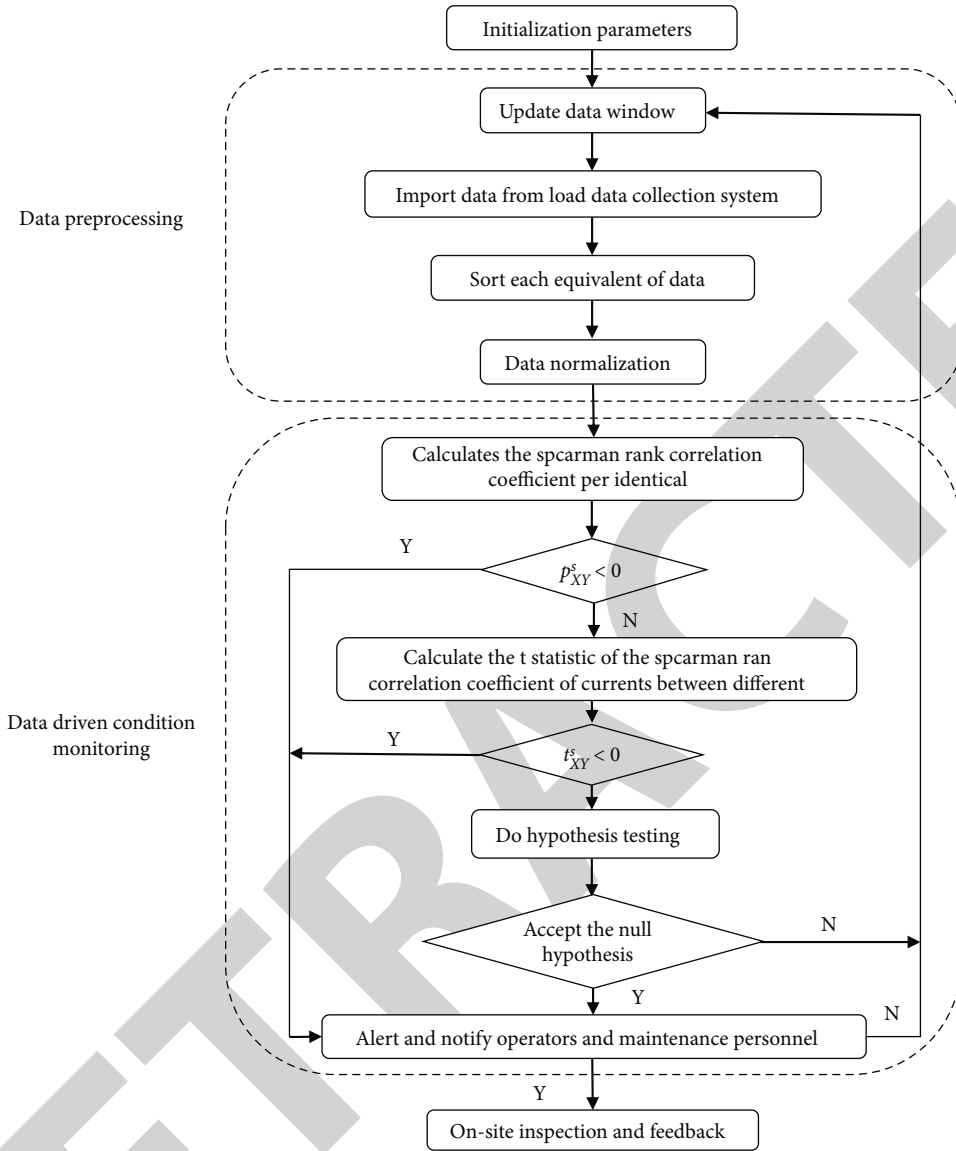 Initialization parameters
Update data window
Import data from load data collection system
Data preprocessing
Sort each equivalent of data
Data normalization
Calculates the spcarman rank correlation
coefficient per identical
Y
p^s_XY < 0
N
Calculate the t statistic of the spcarman ran
correlation coefficient of currents between different
Data driven condition
monitoring
Y
t^s_XY < 0
Do hypothesis testing
Accept the null
hypothesis
N
Y
N
Alert and notify operators and maintenance personnel
Y
On-site inspection and feedback
ETRACTE